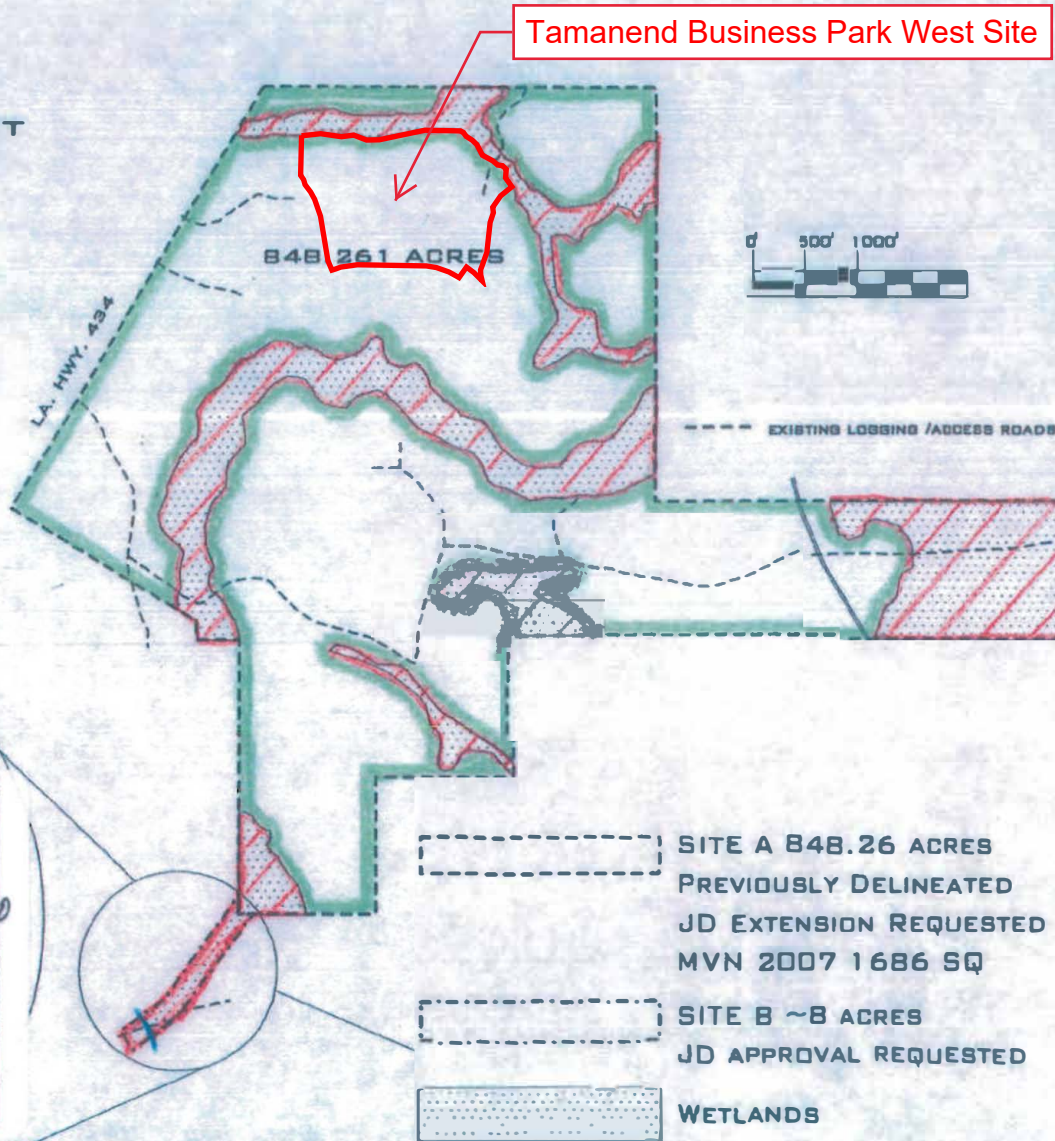 Tamanend Business Park West Site
T
848.261 ACRES
0' 500' 1000'
LA. HWY. 434
EXISTING LOGGING /ACCESS ROADS
SITE A 848.26 ACRES
PREVIOUSLY DELINEATED
JD EXTENSION REQUESTED
MVN 2007 1686 SQ
SITE B ~8 ACRES
JD APPROVAL REQUESTED
WETLANDS